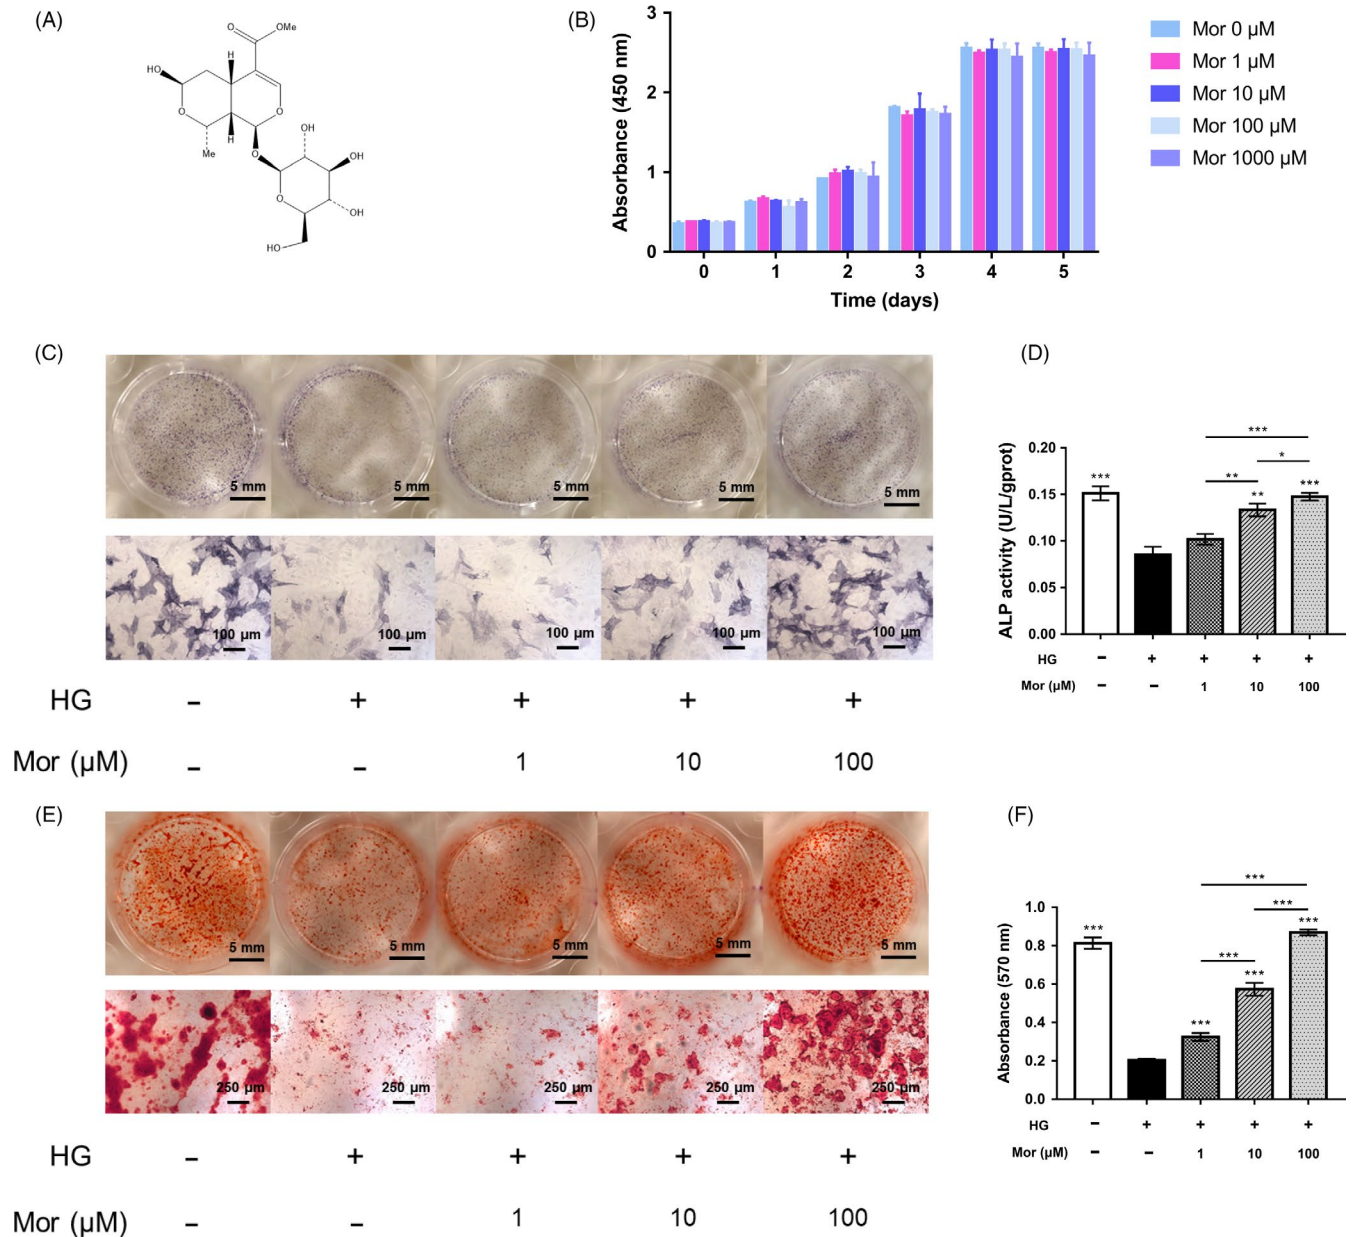 (A)
O
OMe
HO
H
O
O
H
Me
O
OH
OH
O
OH
HO
(B)
3
2
1
0
Absorbance (450 nm)
0 1 2 3 4 5
Time (days)
Mor 0 µM
Mor 1 µM
Mor 10 µM
Mor 100 µM
Mor 1000 µM
(C)
5 mm 5 mm 5 mm 5 mm 5 mm
100 µm 100 µm 100 µm 100 µm 100 µm
HG – + + + +
Mor (µM) – – 1 10 100
(D)
***
*
*** ** ** ***
0.20
0.15
0.10
0.05
0.00
ALP activity (U/L/gprot)
HG – + + + +
Mor (µM) – – 1 10 100
(E)
5 mm 5 mm 5 mm 5 mm 5 mm
250 µm 250 µm 250 µm 250 µm 250 µm
HG – + + + +
Mor (µM) – – 1 10 100
(F)
***
***
*** *** *** *** ***
1.0
0.8
0.6
0.4
0.2
0.0
Absorbance (570 nm)
HG – + + + +
Mor (µM) – – 1 10 100